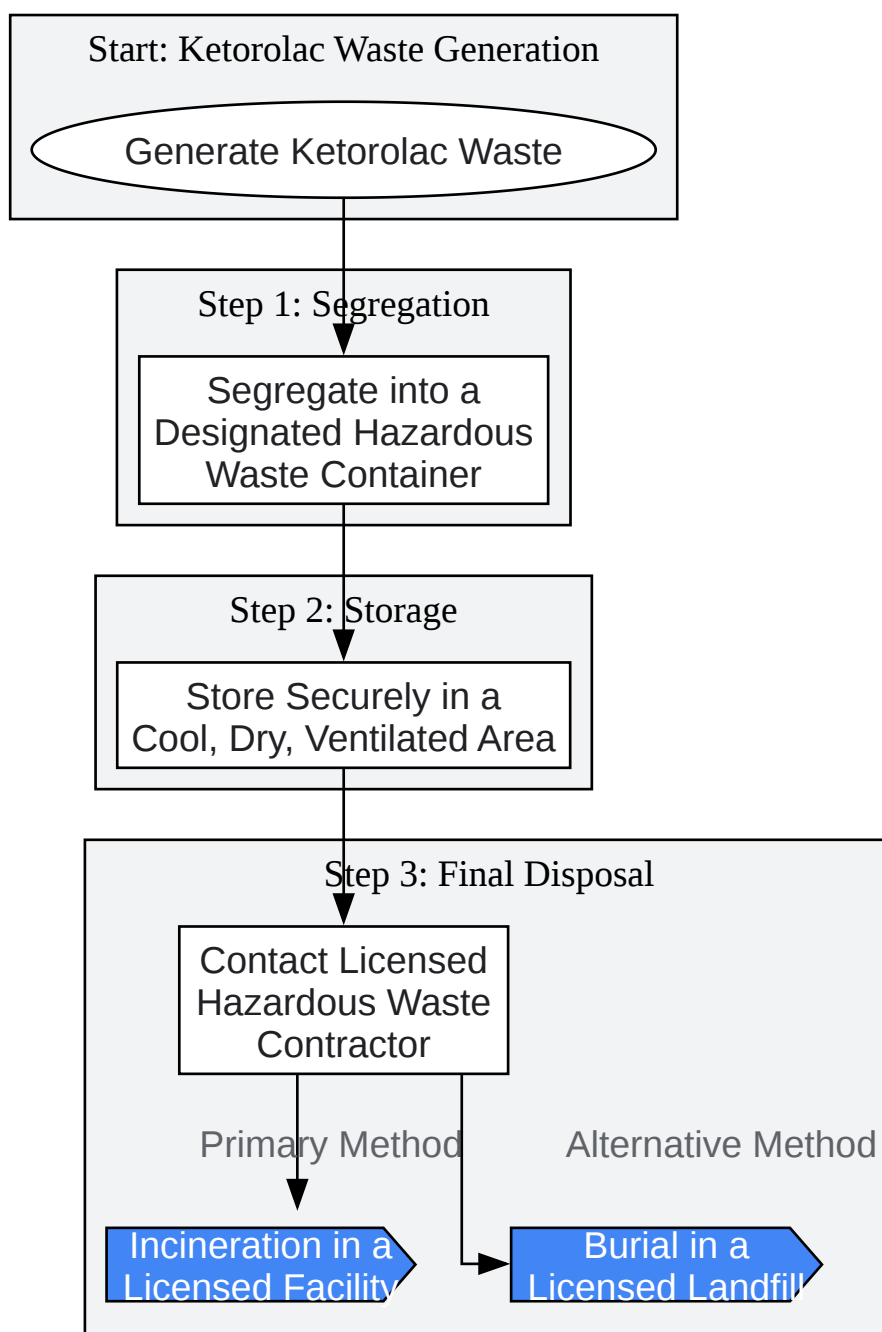 Start: Ketorolac Waste Generation
Generate Ketorolac Waste
Step 1: Segregation
Segregate into a
Designated Hazardous
Waste Container
Step 2: Storage
Store Securely in a
Cool, Dry, Ventilated Area
Step 3: Final Disposal
Contact Licensed
Hazardous Waste
Contractor
Primary Method
Alternative Method
Incineration in a
Licensed Facility
Burial in a
Licensed Landfill